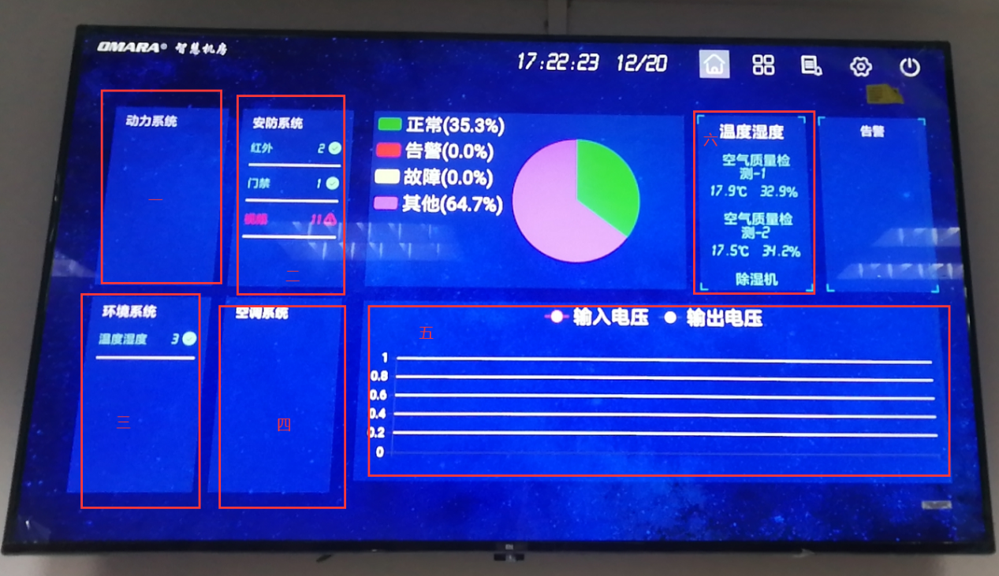 OMARA® 智慧机房
17:22:23 12/20
动力系统
一
安防系统
红外 2
门禁 1
视频 11
二
正常(35.3%)
告警(0.0%)
故障(0.0%)
其他(64.7%)
温度湿度
六
空气质量检
测-1
17.9℃ 32.9%
空气质量检
测-2
17.5℃ 34.2%
除湿机
告警
环境系统
温度湿度 3
三
空调系统
四
输入电压 输出电压
五
1
0.8
0.6
0.4
0.2
0